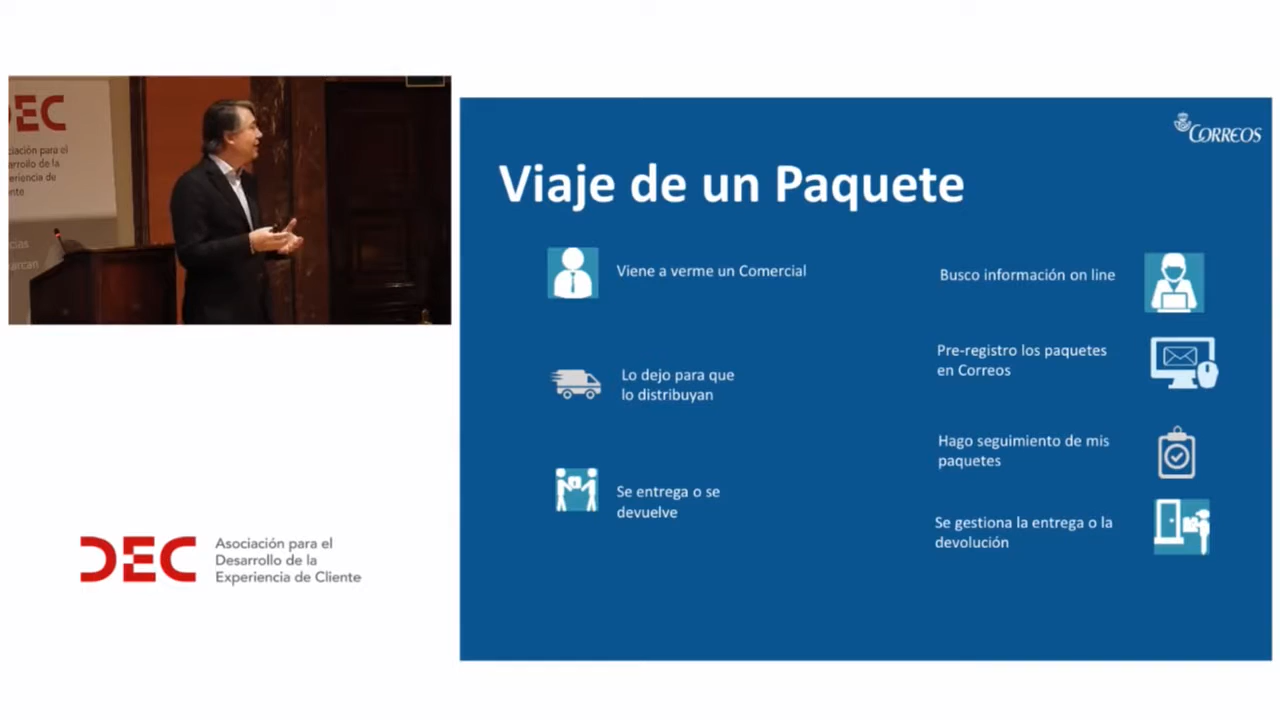 DEC
ciación para el
arrollo de la
eriencia de
nte
cias
arcan
CORREOS
Viaje de un Paquete
Viene a verme un Comercial
Lo dejo para que
lo distribuyan
Se entrega o se
devuelve
Busco información on line
Pre-registro los paquetes
en Correos
Hago seguimiento de mis
paquetes
Se gestiona la entrega o la
devolución
DEC
Asociación para el
Desarrollo de la
Experiencia de Cliente